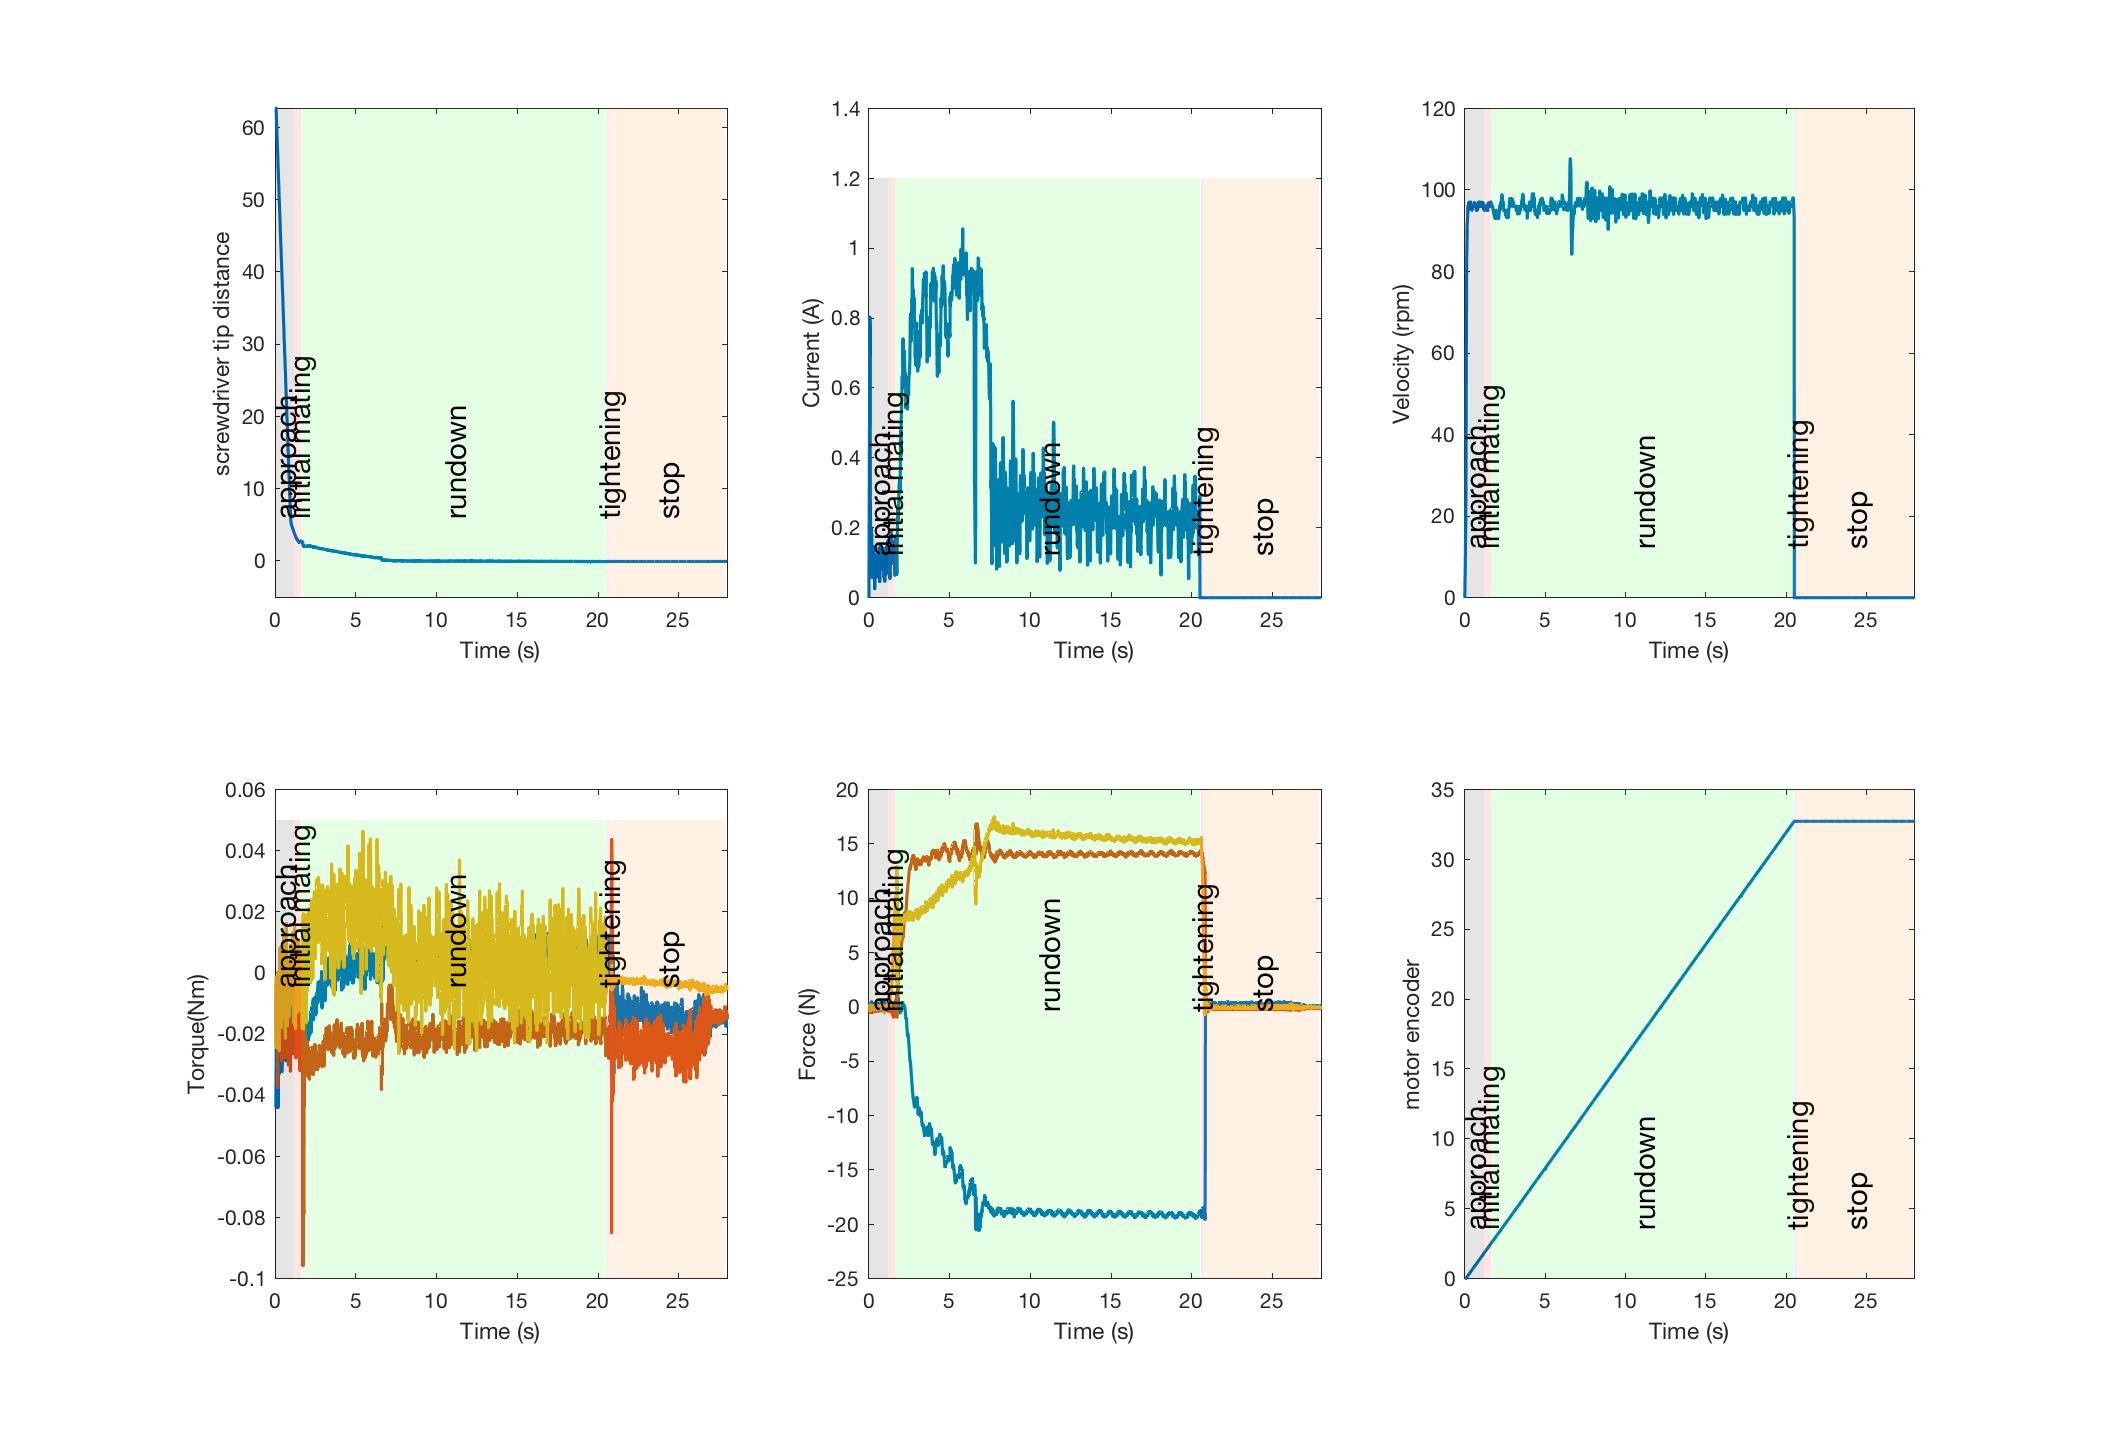 60
50
40
30
20
10
0
screwdriver tip distance
approach
initial mating
rundown
tightening
stop
0 5 10 15 20 25
Time (s)
1.4
1.2
1
0.8
0.6
0.4
0.2
0
Current (A)
approach
initial mating
rundown
tightening
stop
0 5 10 15 20 25
Time (s)
120
100
80
60
40
20
0
Velocity (rpm)
approach
initial mating
rundown
tightening
stop
0 5 10 15 20 25
Time (s)
0.06
0.04
0.02
0
-0.02
-0.04
-0.06
-0.08
-0.1
Torque(Nm)
approach
initial mating
rundown
tightening
stop
0 5 10 15 20 25
Time (s)
20
15
10
5
0
-5
-10
-15
-20
-25
Force (N)
approach
initial mating
rundown
tightening
stop
0 5 10 15 20 25
Time (s)
35
30
25
20
15
10
5
0
motor encoder
approach
initial mating
rundown
tightening
stop
0 5 10 15 20 25
Time (s)